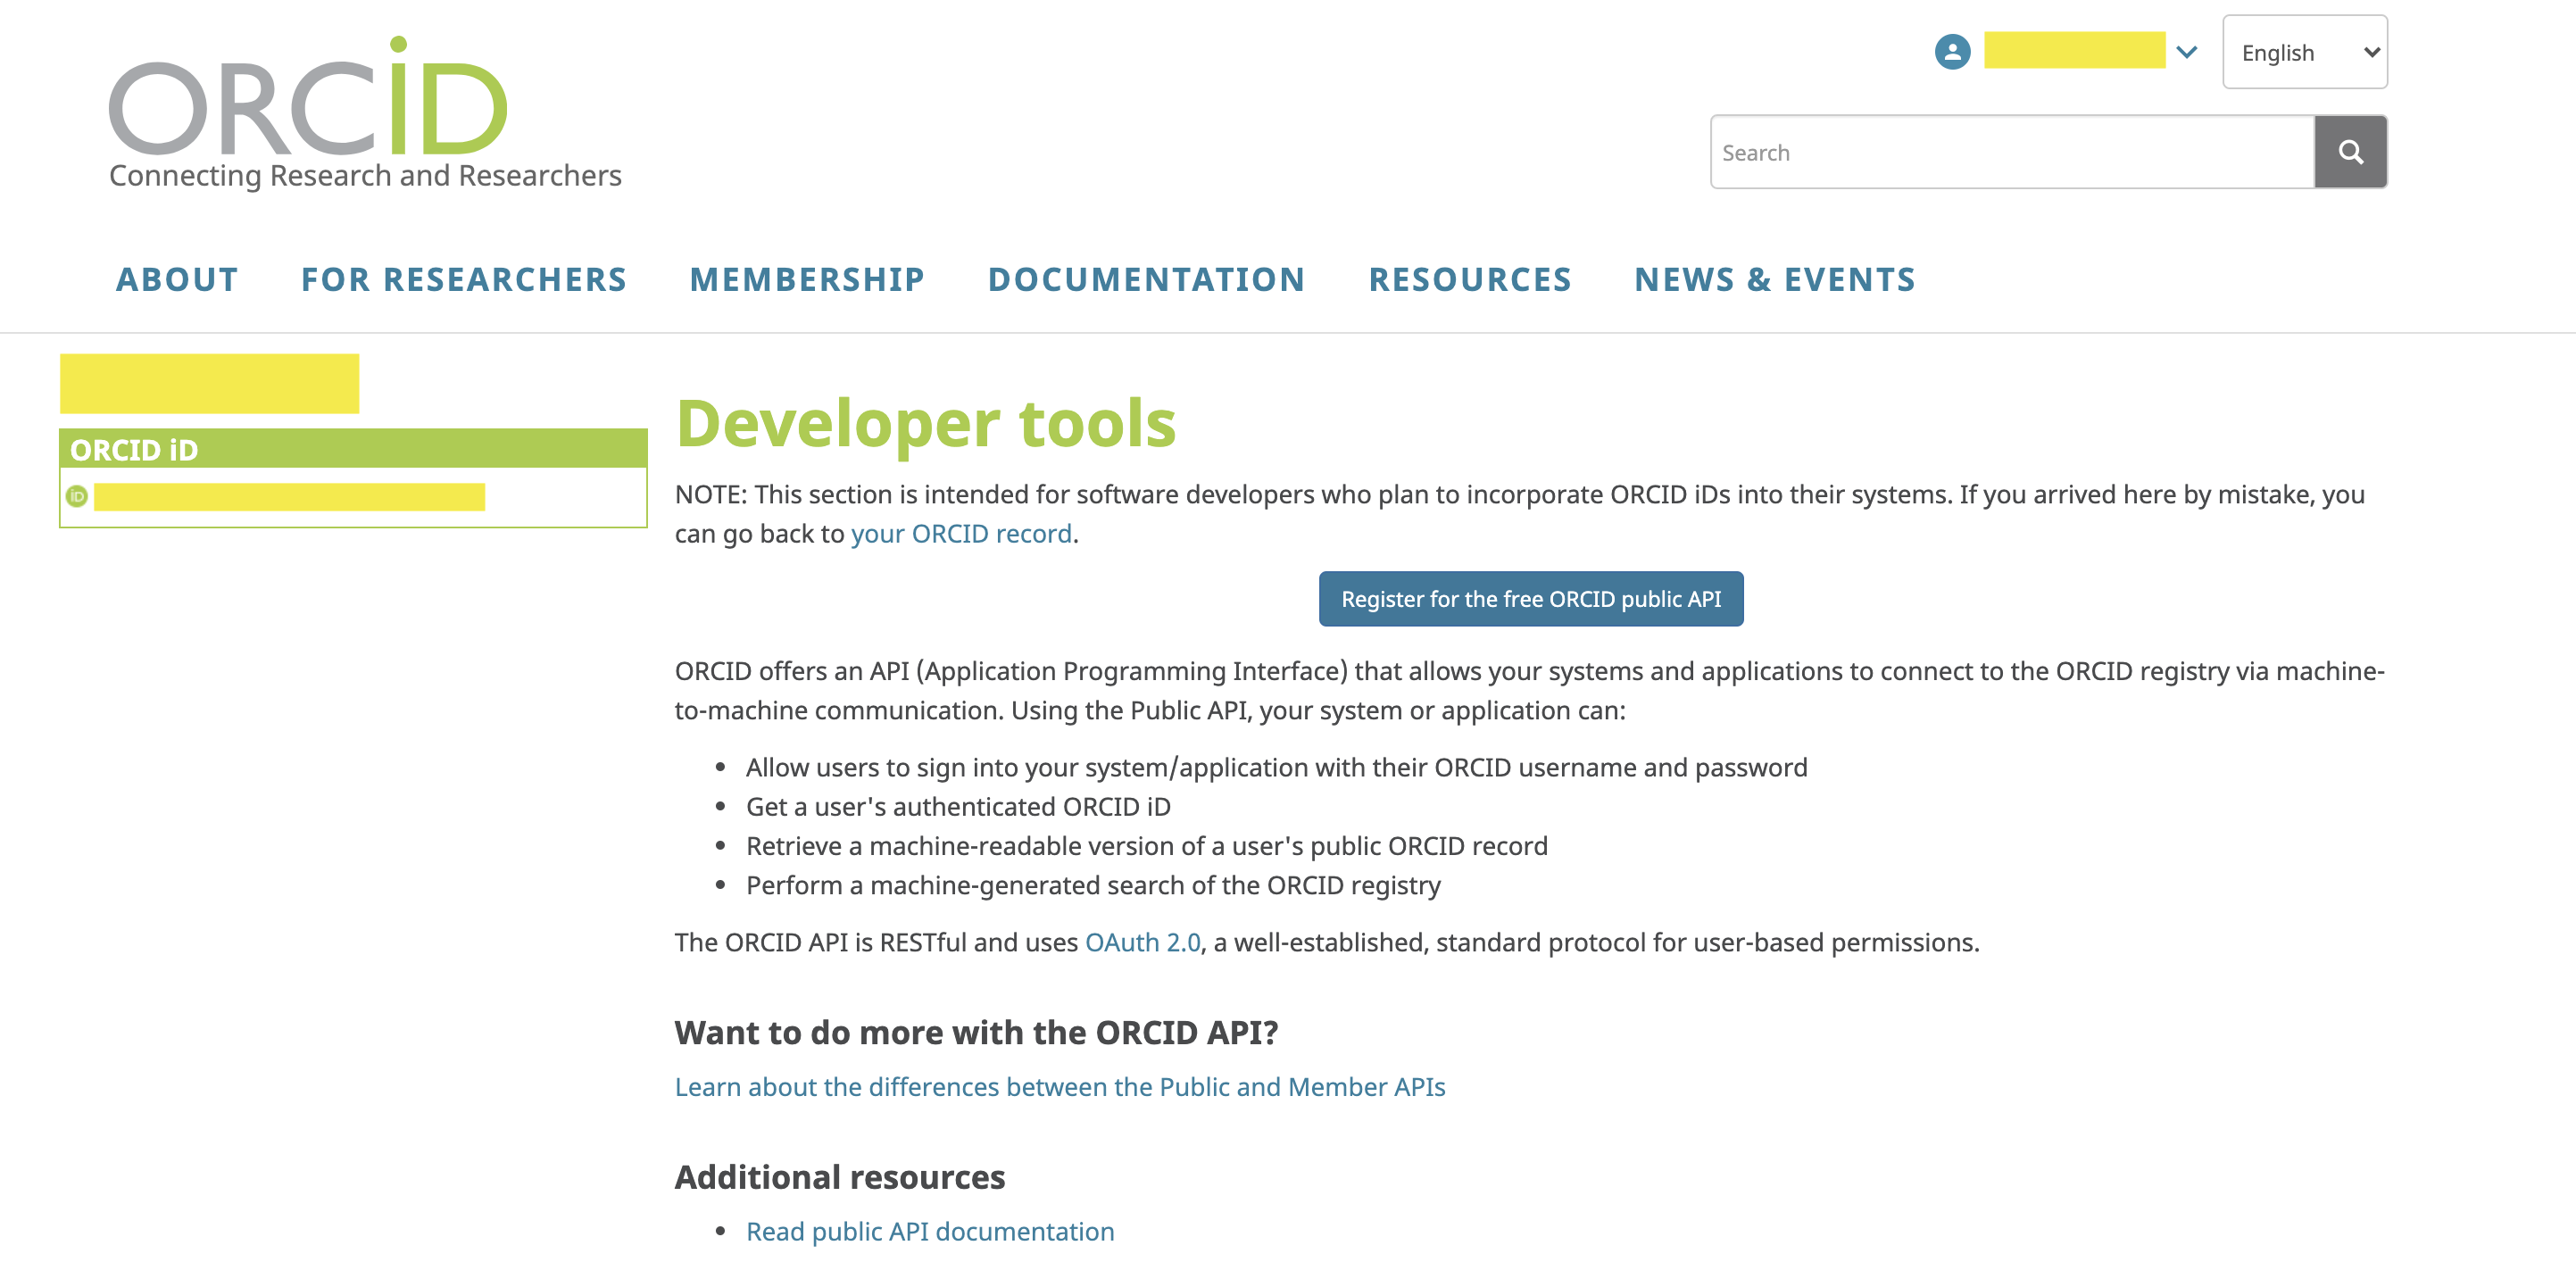 ORCiD
Connecting Research and Researchers
English
Search
ABOUT FOR RESEARCHERS MEMBERSHIP DOCUMENTATION RESOURCES NEWS & EVENTS
ORCID iD
iD
Developer tools
NOTE: This section is intended for software developers who plan to incorporate ORCID iDs into their systems. If you arrived here by mistake, you
can go back to your ORCID record.
Register for the free ORCID public API
ORCID offers an API (Application Programming Interface) that allows your systems and applications to connect to the ORCID registry via machine-
to-machine communication. Using the Public API, your system or application can:
• Allow users to sign into your system/application with their ORCID username and password
• Get a user's authenticated ORCID iD
• Retrieve a machine-readable version of a user's public ORCID record
• Perform a machine-generated search of the ORCID registry
The ORCID API is RESTful and uses OAuth 2.0, a well-established, standard protocol for user-based permissions.
Want to do more with the ORCID API?
Learn about the differences between the Public and Member APIs
Additional resources
• Read public API documentation